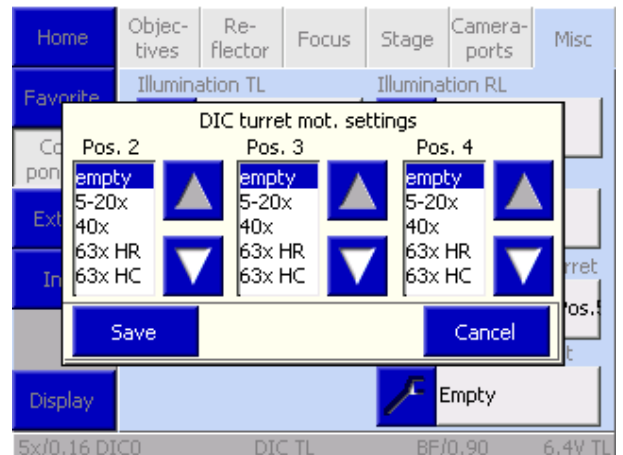 Home
Objec-
tives
Re-
flector
Focus
Stage
Camera-
ports
Misc
Favorite
Illumination TL
Illumination RL
DIC turret mot. settings
Pos. 2
Pos. 3
Pos. 4
empty
5-20x
40x
63x HR
63x HC
empty
5-20x
40x
63x HR
63x HC
empty
5-20x
40x
63x HR
63x HC
Save
Cancel
Display
Empty
5x/0.16 DIC0
DIC TL
BF/0.90
6.4V TL